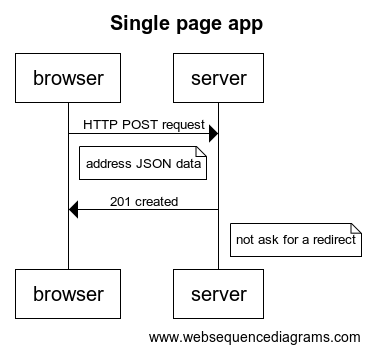 Single page app
browser
server
HTTP POST request
address JSON data
201 created
not ask for a redirect
browser
server
www.websequencediagrams.com